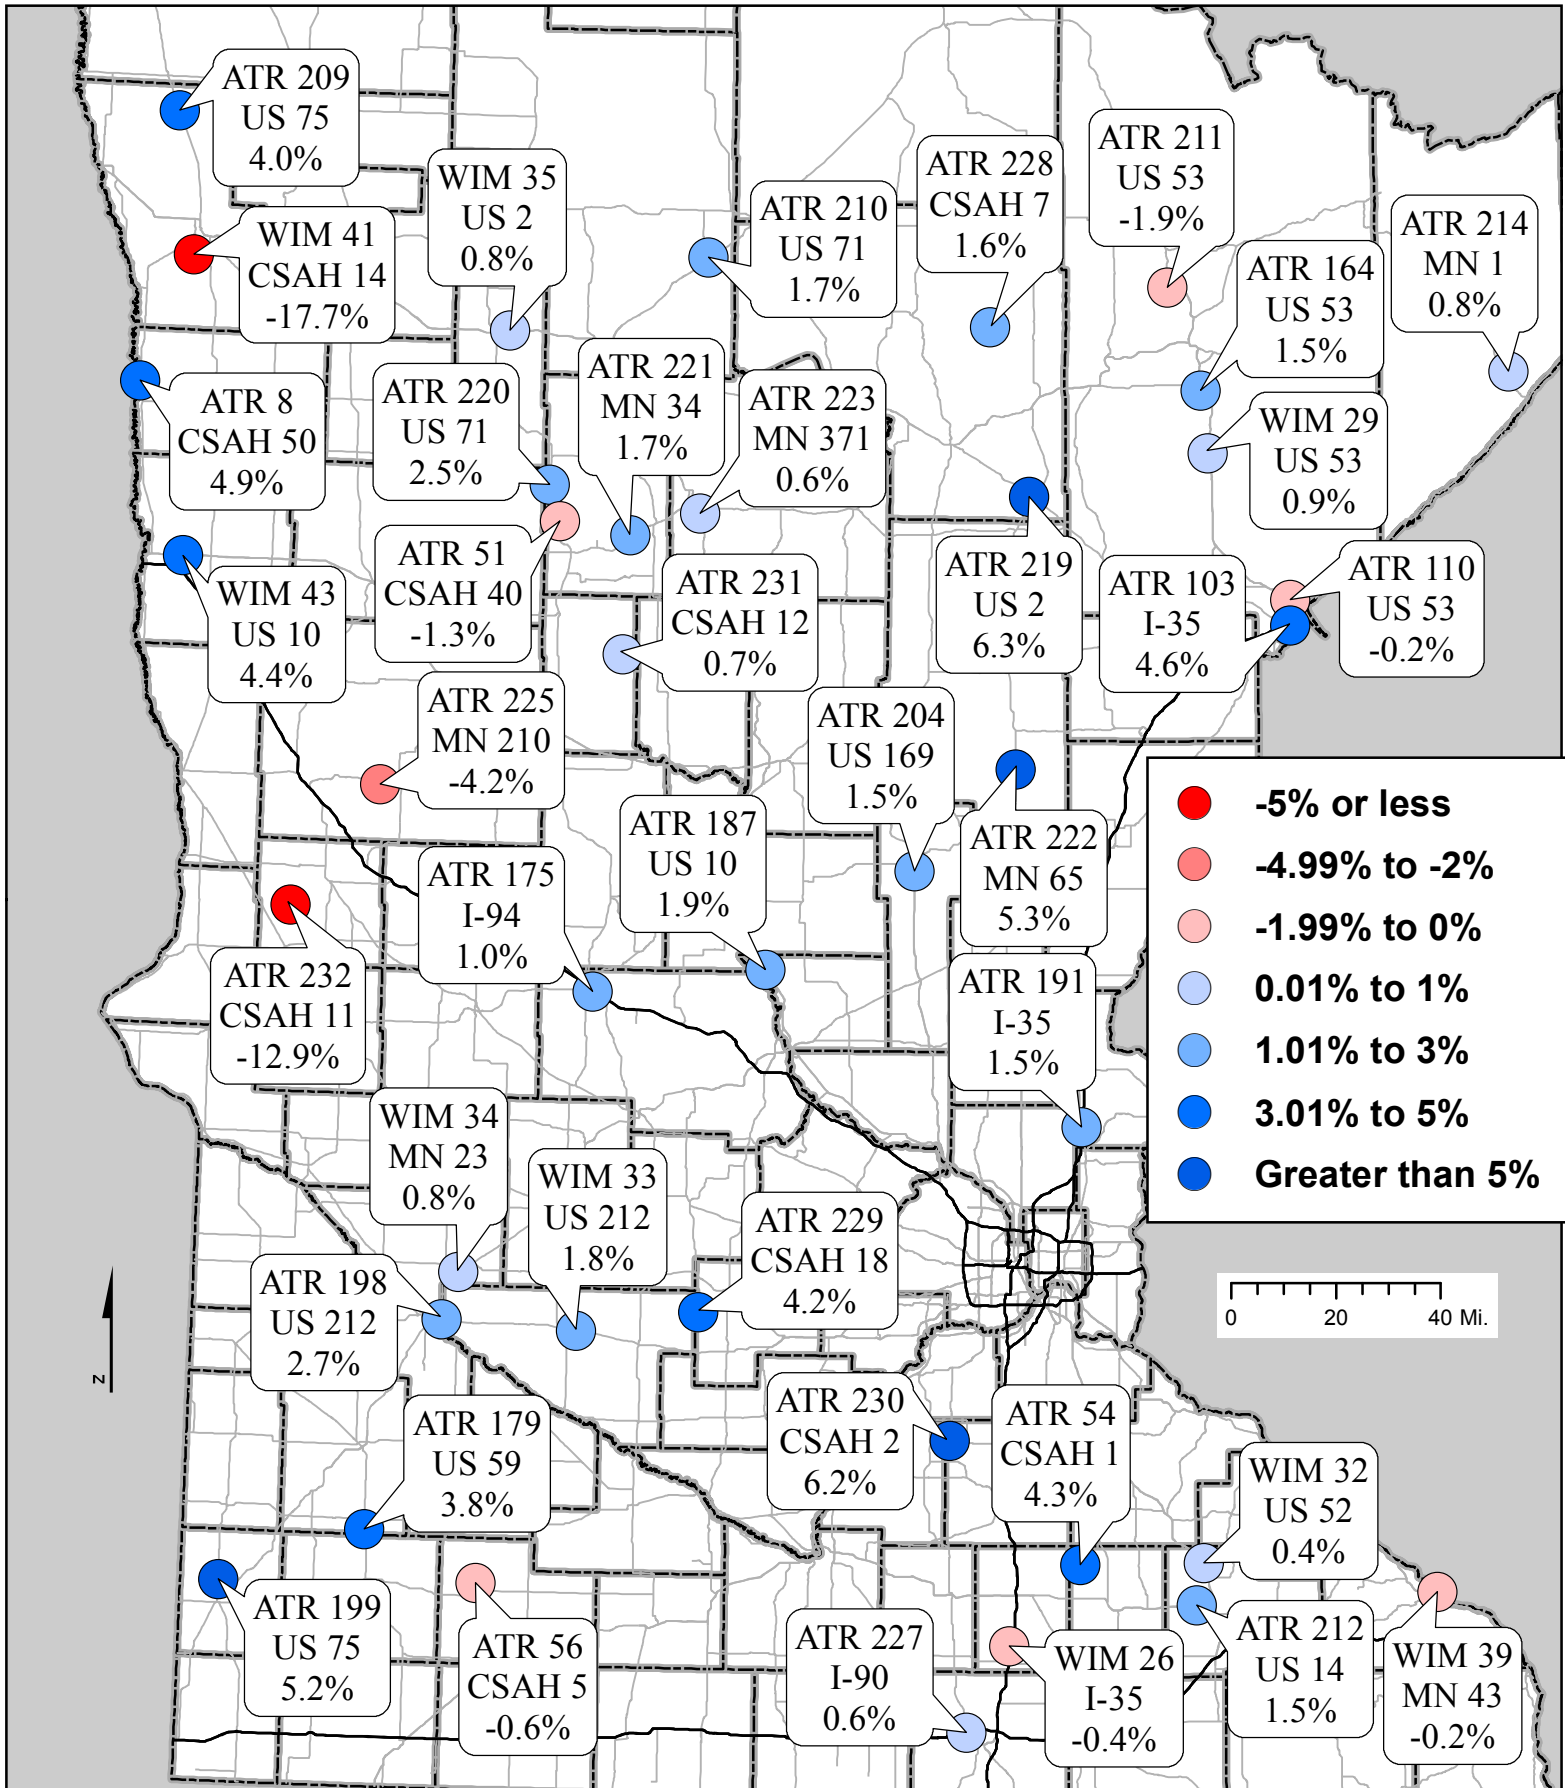 ATR 209
US 75
4.0%
WIM 41
CSAH 14
-17.7%
WIM 35
US 2
0.8%
ATR 210
US 71
1.7%
ATR 228
CSAH 7
1.6%
ATR 211
US 53
-1.9%
ATR 164
US 53
1.5%
ATR 214
MN 1
0.8%
ATR 8
CSAH 50
4.9%
ATR 220
US 71
2.5%
ATR 221
MN 34
1.7%
ATR 223
MN 371
0.6%
WIM 29
US 53
0.9%
WIM 43
US 10
4.4%
ATR 51
CSAH 40
-1.3%
ATR 231
CSAH 12
0.7%
ATR 219
US 2
6.3%
ATR 103
I-35
4.6%
ATR 110
US 53
-0.2%
ATR 225
MN 210
-4.2%
ATR 204
US 169
1.5%
ATR 187
US 10
1.9%
ATR 222
MN 65
5.3%
ATR 175
I-94
1.0%
ATR 232
CSAH 11
-12.9%
ATR 191
I-35
1.5%
-5% or less
-4.99% to -2%
-1.99% to 0%
0.01% to 1%
1.01% to 3%
3.01% to 5%
Greater than 5%
WIM 34
MN 23
0.8%
WIM 33
US 212
1.8%
ATR 229
CSAH 18
4.2%
ATR 198
US 212
2.7%
0 20 40 Mi.
z
ATR 179
US 59
3.8%
ATR 230
CSAH 2
6.2%
ATR 54
CSAH 1
4.3%
WIM 32
US 52
0.4%
ATR 199
US 75
5.2%
ATR 56
CSAH 5
-0.6%
ATR 227
I-90
0.6%
WIM 26
I-35
-0.4%
ATR 212
US 14
1.5%
WIM 39
MN 43
-0.2%